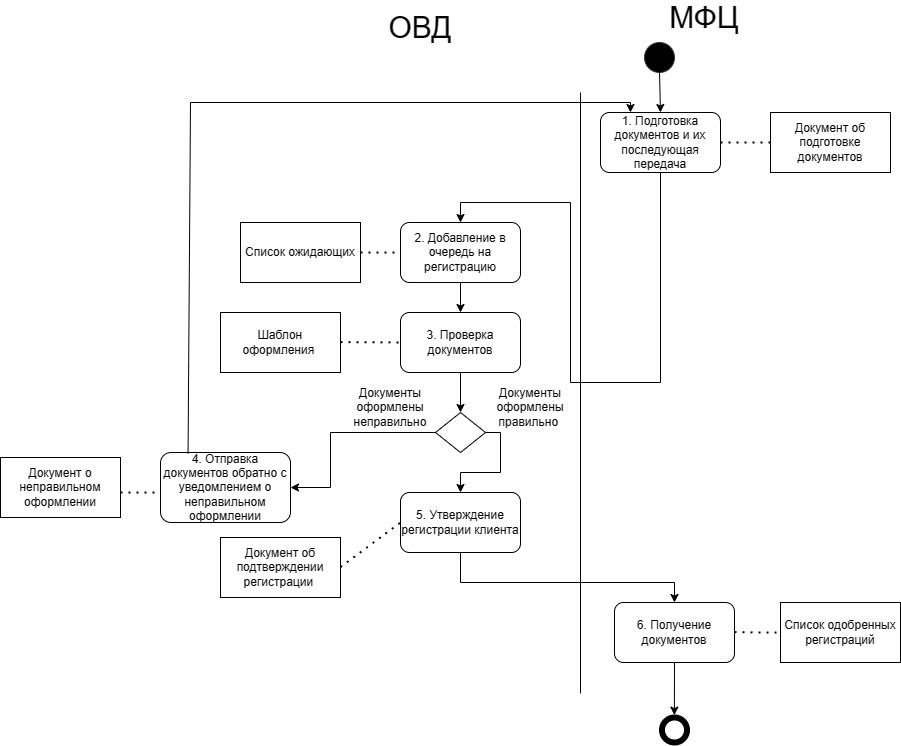 ОВД
МФЦ
1. Подготовка
документов и их
последующая
передача
Документ об
подготовке
документов
Список ожидающих
2. Добавление в
очередь на
регистрацию
Шаблон
оформления
3. Проверка
документов
Документы
оформлены
неправильно
Документы
оформлены
правильно
Документ о
неправильном
оформлении
4. Отправка
документов обратно с
уведомлением о
неправильном
оформлении
5. Утверждение
регистрации клиента
Документ об
подтверждении
регистрации
6. Получение
документов
Список одобренных
регистраций